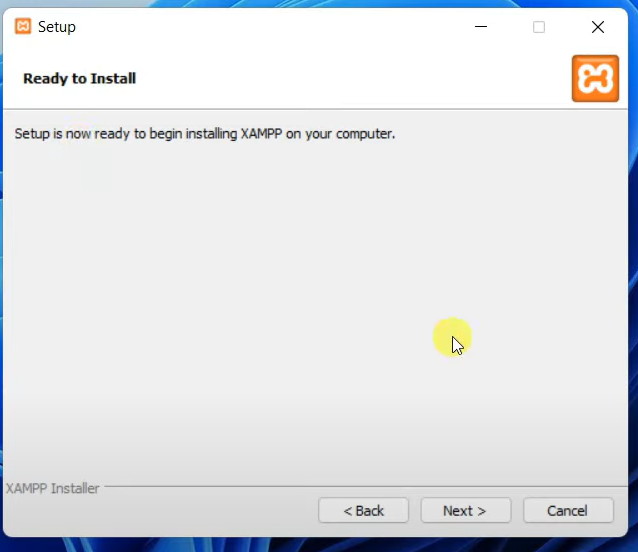 Setup
Ready to Install
Setup is now ready to begin installing XAMPP on your computer.
XAMPP Installer
< Back
Next >
Cancel